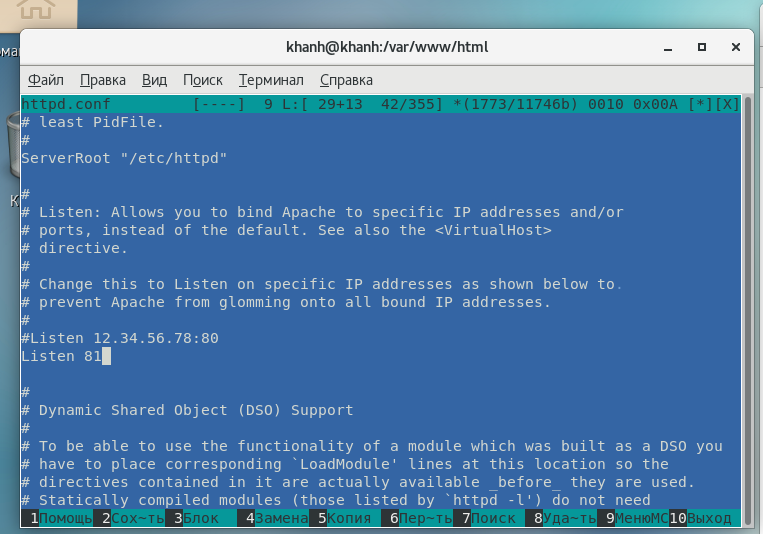 khanh@khanh:/var/www/html
Файл Правка Вид Поиск Терминал Справка
httpd.conf [----] 9 L:[ 29+13 42/355] *(1773/11746b) 0010 0x00A [*][X]
# least PidFile.
#
ServerRoot "/etc/httpd"
#
# Listen: Allows you to bind Apache to specific IP addresses and/or
# ports, instead of the default. See also the <VirtualHost>
# directive.
#
# Change this to Listen on specific IP addresses as shown below to.
# prevent Apache from glomming onto all bound IP addresses.
#
#Listen 12.34.56.78:80
Listen 81
#
# Dynamic Shared Object (DSO) Support
#
# To be able to use the functionality of a module which was built as a DSO you
# have to place corresponding `LoadModule' lines at this location so the
# directives contained in it are actually available _before_ they are used.
# Statically compiled modules (those listed by `httpd -l') do not need
1Помощь 2Сох~ть 3Блок 4Замена 5Копия 6Пер~ть 7Поиск 8Уда~ть 9МенюMC 10Выход